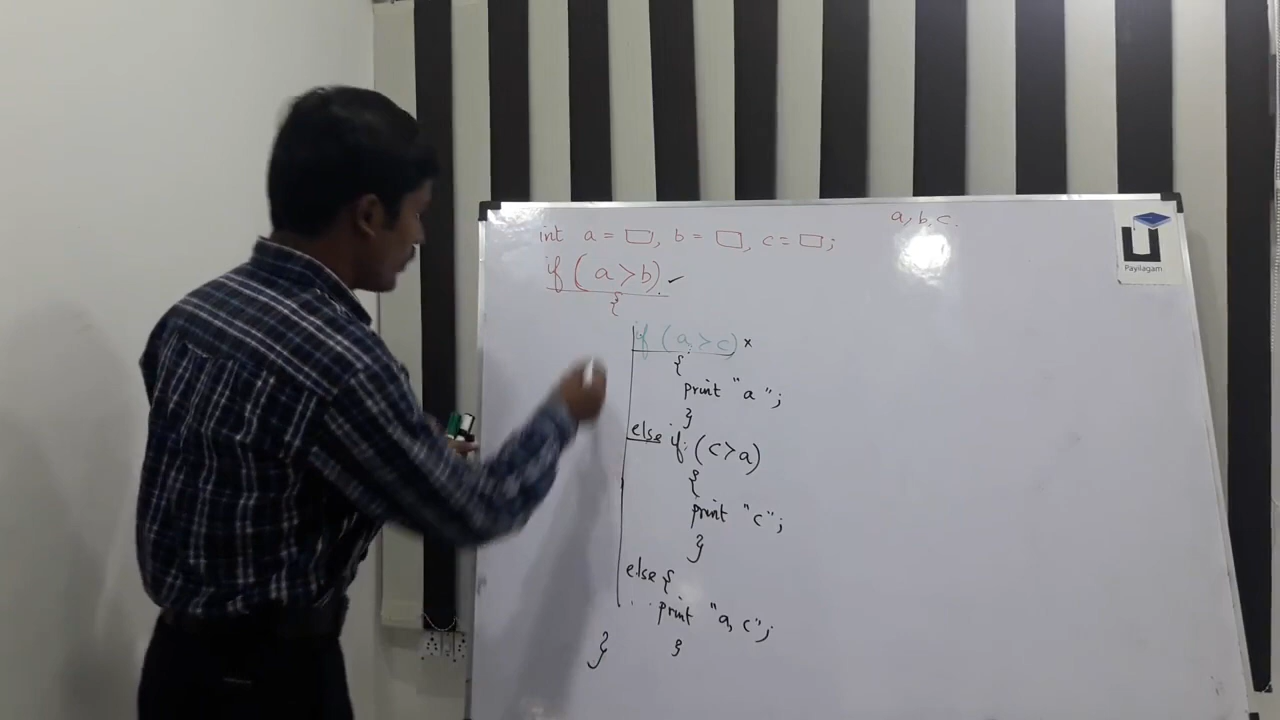 a, b, c.
int a = , b = , c = ;
Payilagam
if (a > b).
{
if (a > c) x
{
print "a";
}
else if (c > a)
{
print "c";
}
else {
print "a, c";
} }